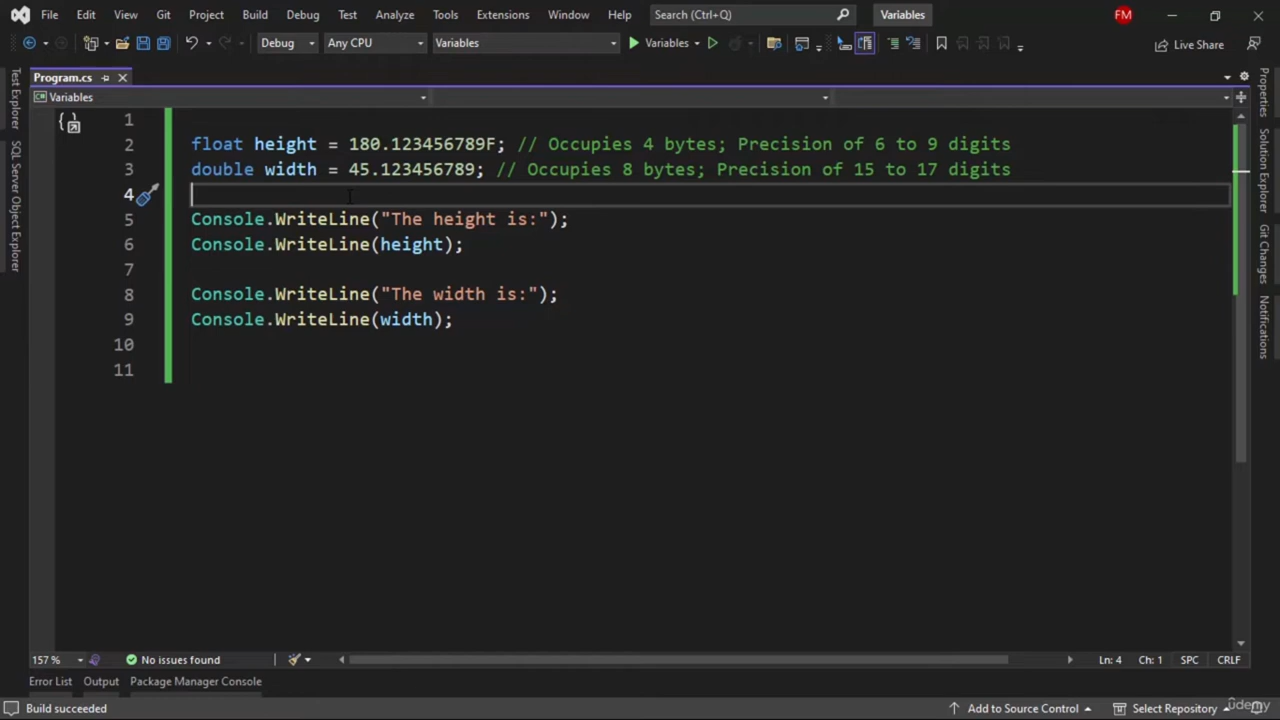 File Edit View Git Project Build Debug Test Analyze Tools Extensions Window Help Search (Ctrl+Q) Variables FM
Debug Any CPU Variables Variables Live Share
Program.cs
Variables
1
2 float height = 180.123456789F; // Occupies 4 bytes; Precision of 6 to 9 digits
3 double width = 45.123456789; // Occupies 8 bytes; Precision of 15 to 17 digits
4
5 Console.WriteLine("The height is:");
6 Console.WriteLine(height);
7
8 Console.WriteLine("The width is:");
9 Console.WriteLine(width);
10
11
Test Explorer
SQL Server Object Explorer
Properties
Solution Explorer
Git Changes
Notifications
157 % No issues found Ln: 4 Ch: 1 SPC CRLF
Error List Output Package Manager Console
Build succeeded Add to Source Control Select Repository
ûdemy